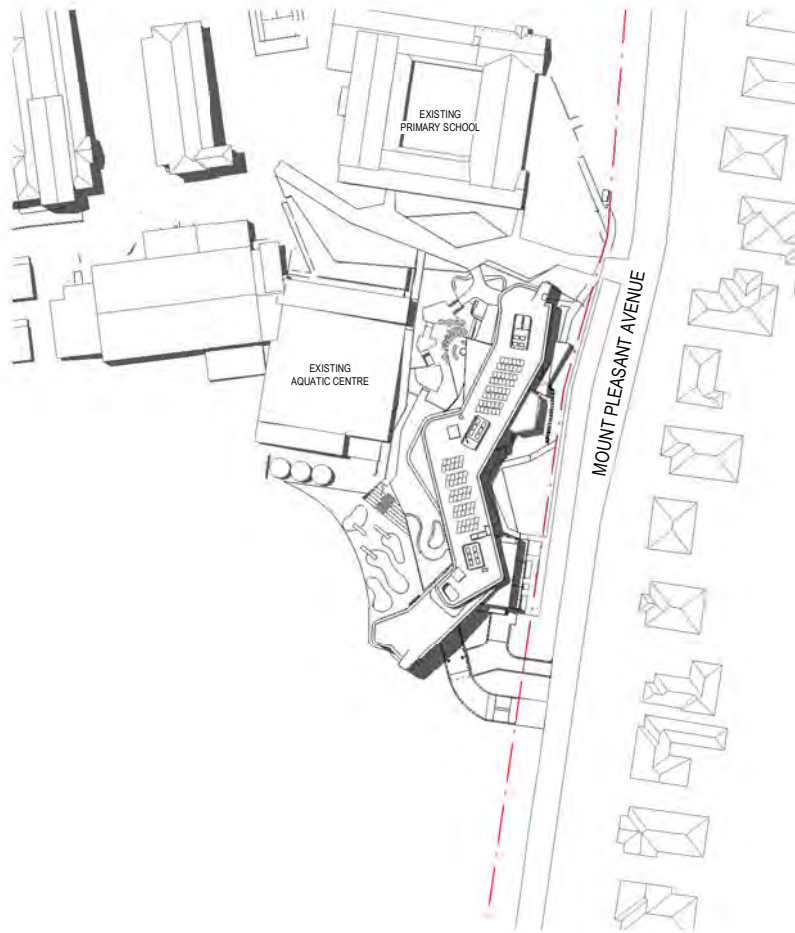 EXISTING
PRIMARY SCHOOL
MOUNT PLEASANT AVENUE
EXISTING
AQUATIC CENTRE